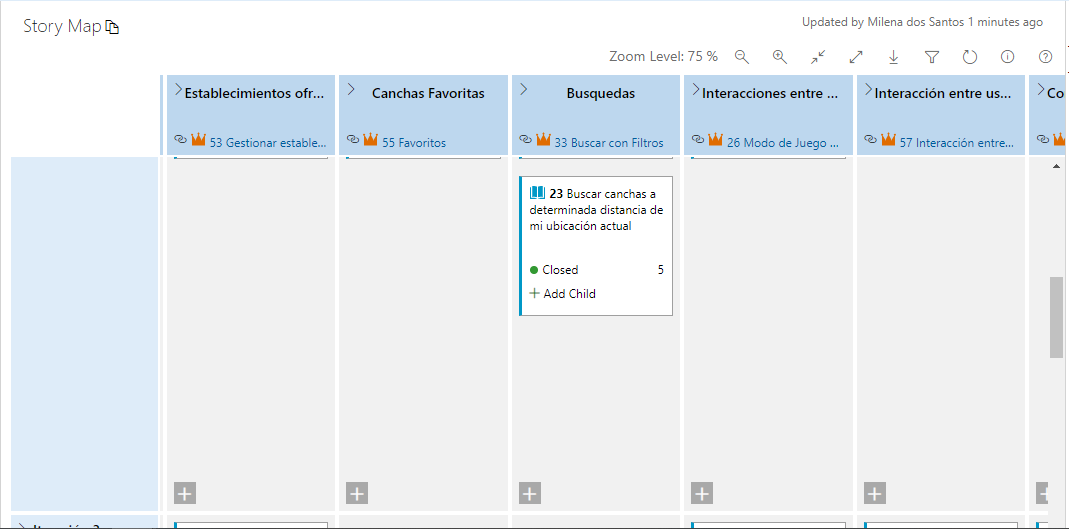 Story Map
Updated by Milena dos Santos 1 minutes ago
Zoom Level: 75 %
Establecimientos ofr...
Canchas Favoritas
Busquedas
Interacciones entre ...
Interacción entre us...
Co
53 Gestionar estable...
55 Favoritos
33 Buscar con Filtros
26 Modo de Juego ...
57 Interacción entre...
23 Buscar canchas a
determinada distancia de
mi ubicación actual
Closed 5
+ Add Child